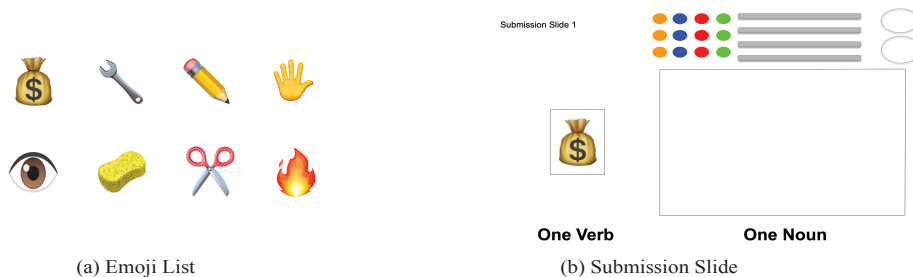 Submission Slide 1
$
$
One Verb
One Noun
(a) Emoji List
(b) Submission Slide